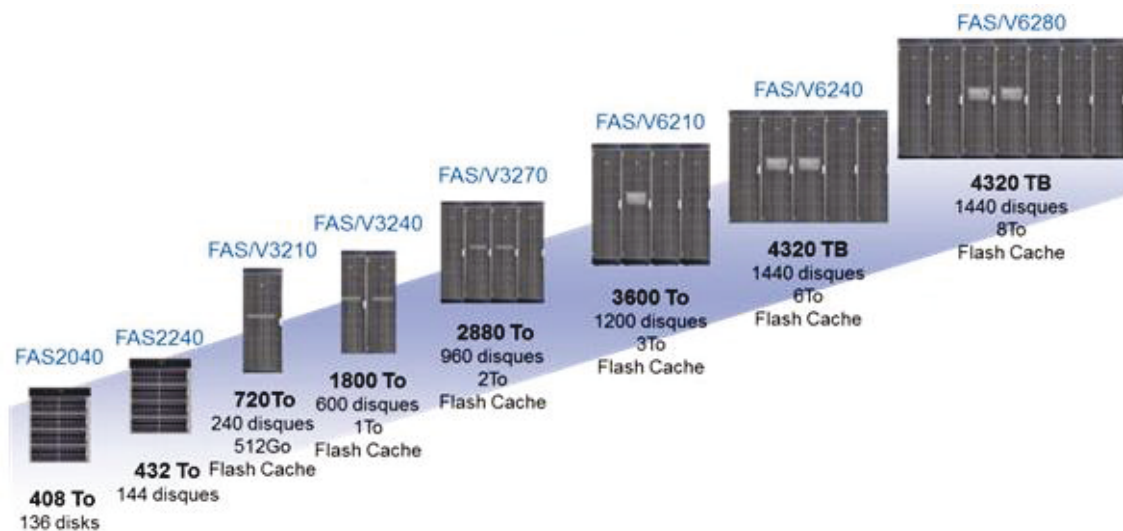 FAS2040
408 To
136 disks
FAS2240
432 To
144 disques
FAS/V3210
720To
240 disques
512Go
Flash Cache
FAS/V3240
1800 To
600 disques
1To
Flash Cache
FAS/V3270
2880 To
960 disques
2To
Flash Cache
FAS/V6210
3600 To
1200 disques
3To
Flash Cache
FAS/V6240
4320 TB
1440 disques
6To
Flash Cache
FAS/V6280
4320 TB
1440 disques
8To
Flash Cache